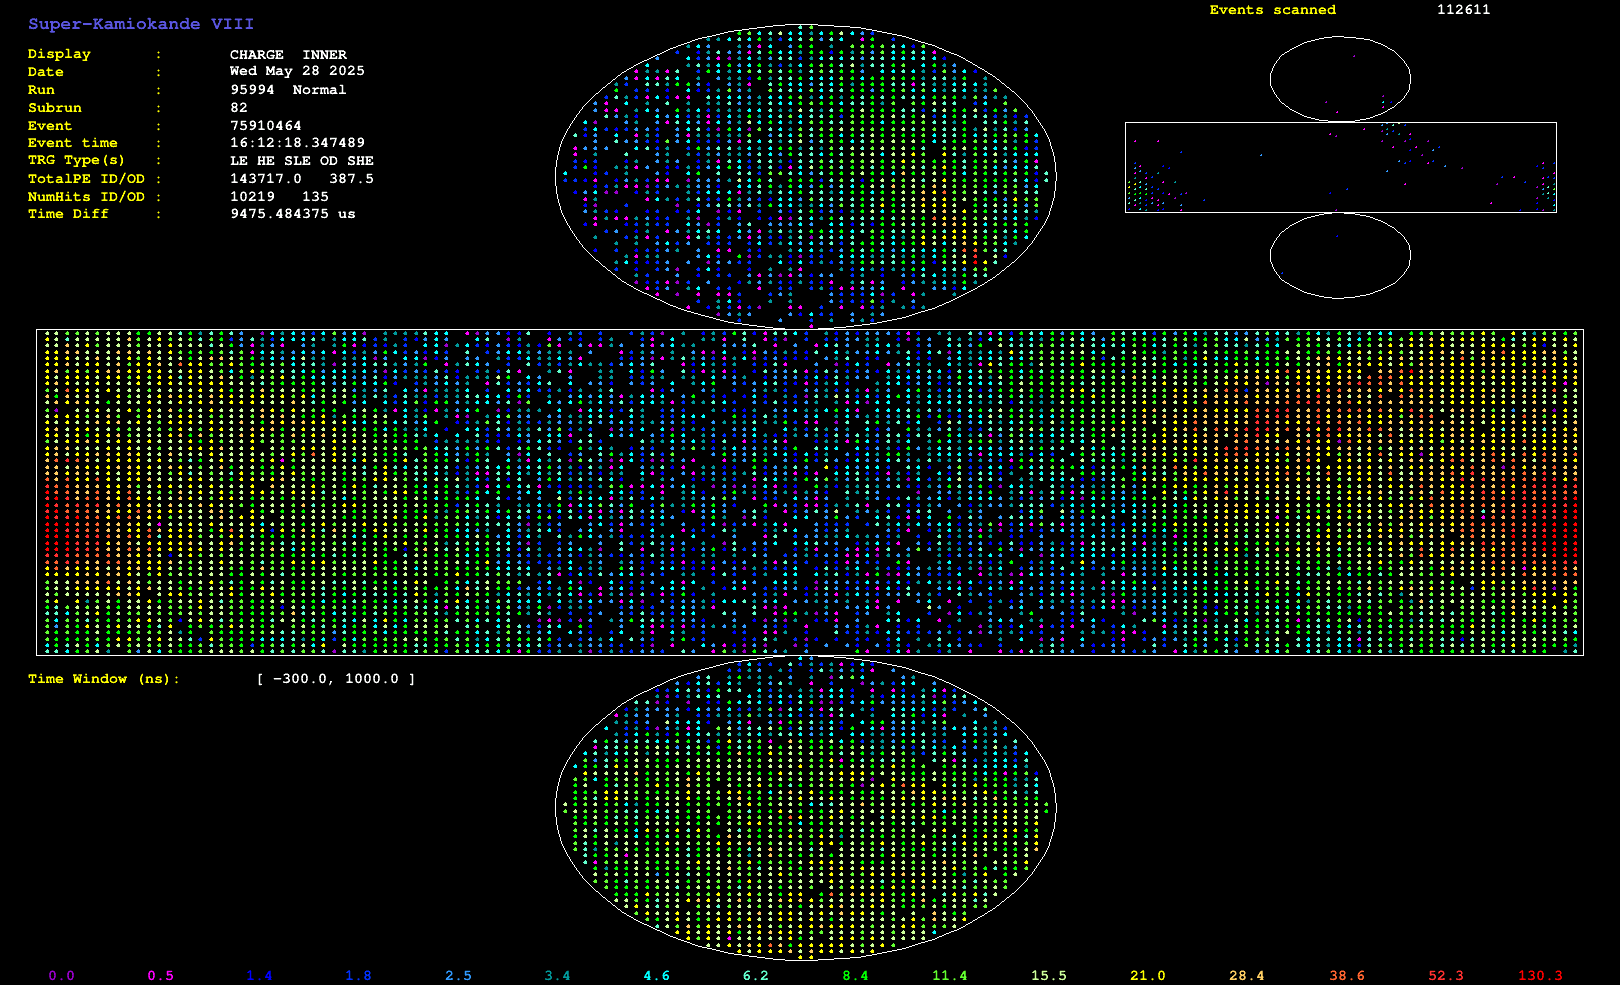 Super-Kamiokande VIII
Events scanned 112611
Display : CHARGE INNER
Date : Wed May 28 2025
Run : 95994 Normal
Subrun : 82
Event : 75910464
Event time : 16:12:18.347489
TRG Type(s) : LE HE SLE OD SHE
TotalPE ID/OD : 143717.0 387.5
NumHits ID/OD : 10219 135
Time Diff : 9475.484375 us
Time Window (ns): [ -300.0, 1000.0 ]
0.0 0.5 1.4 1.8 2.5 3.4 4.6 6.2 8.4 11.4 15.5 21.0 28.4 38.6 52.3 130.3